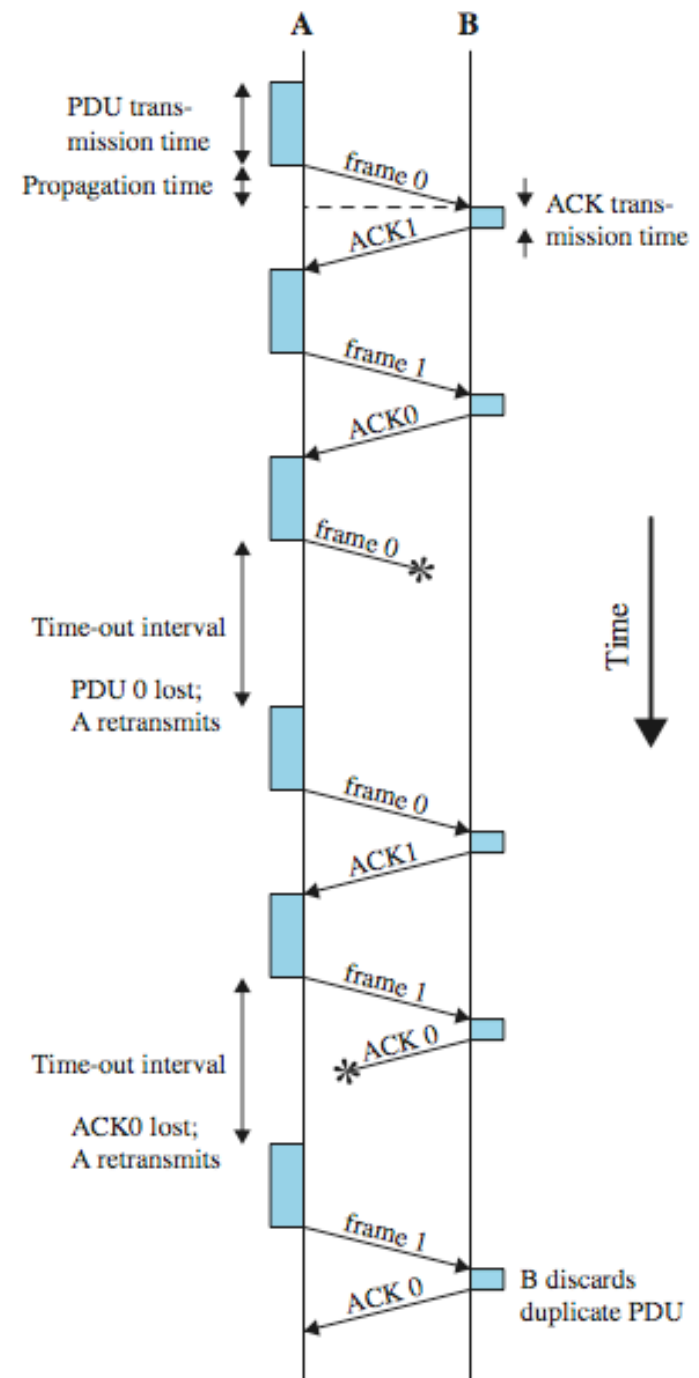 A
B
PDU trans-
mission time
frame 0
Propagation time
ACK trans-
mission time
ACK1
frame 1
ACK0
frame 0
Time-out interval
Time
PDU 0 lost;
A retransmits
frame 0
ACK1
frame 1
ACK 0
Time-out interval
ACK0 lost;
A retransmits
frame 1
ACK 0
B discards
duplicate PDU